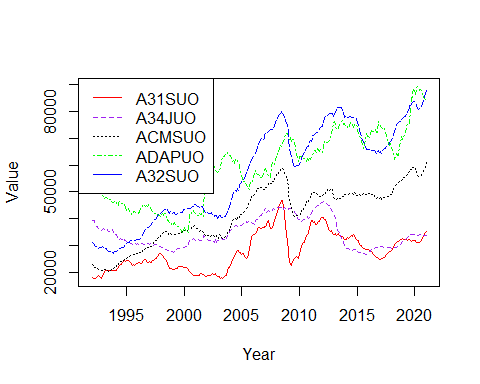 A31SUO
A34JUO
ACMSUO
ADAPUO
A32SUO
Value
20000
50000
80000
1995
2000
2005
2010
2015
2020
Year